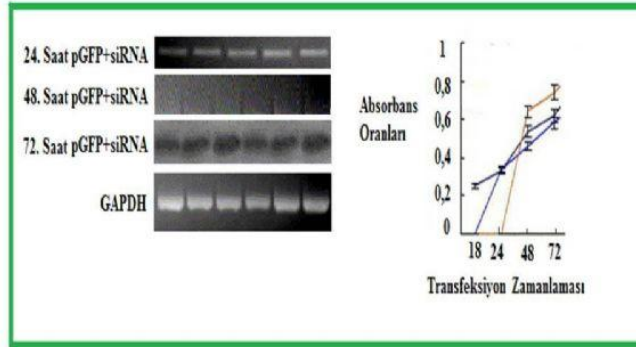 24. Saat pGFP+siRNA
48. Saat pGFP+siRNA
72. Saat pGFP+siRNA
GAPDH
Absorbans
Oranları
1
0,8
0,6
0,4
0,2
0
18 24 48 72
Transfeksiyon Zamanlaması